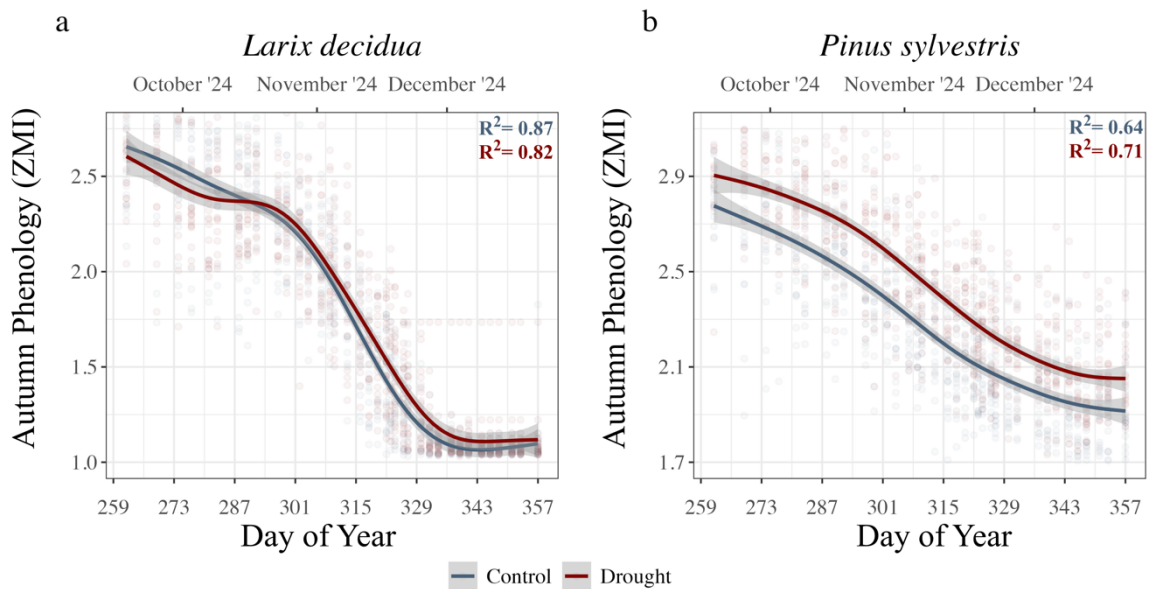 a
Larix decidua
October '24 November '24 December '24
Autumn Phenology (ZMI)
R²= 0.87
R²= 0.82
2.5
2.0
1.5
1.0
259 273 287 301 315 329 343 357
Day of Year
b
Pinus sylvestris
October '24 November '24 December '24
Autumn Phenology (ZMI)
R²= 0.64
R²= 0.71
2.9
2.5
2.1
1.7
259 273 287 301 315 329 343 357
Day of Year
Control Drought